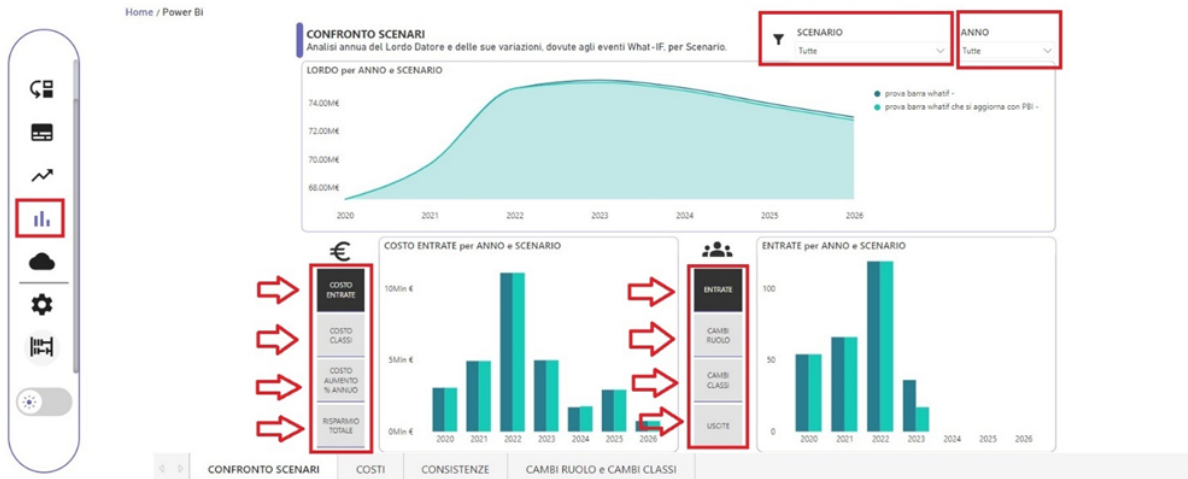 Home / Power Bi
CONFRONTO SCENARI
Analisi annua del Lordo Datore e delle sue variazioni, dovute agli eventi What-IF, per Scenario.
SCENARIO
Tutte
ANNO
Tutte
LORDO per ANNO e SCENARIO
74.00M€
72.00M€
70.00M€
68.00M€
2020 2021 2022 2023 2024 2025 2026
prova barra whatif -
prova barra whatif che si aggiorna con PBI -
€
COSTO
ENTRATE
COSTO
CLASSI
COSTO
AUMENTO
% ANNUO
RISPARMIO
TOTALE
COSTO ENTRATE per ANNO e SCENARIO
10Mln €
5Mln €
0Mln €
2020 2021 2022 2023 2024 2025 2026
ENTRATE
CAMBI
RUOLO
CAMBI
CLASSI
USCITE
ENTRATE per ANNO e SCENARIO
100
50
0
2020 2021 2022 2023 2024 2025 2026
CONFRONTO SCENARI COSTI CONSISTENZE CAMBI RUOLO e CAMBI CLASSI